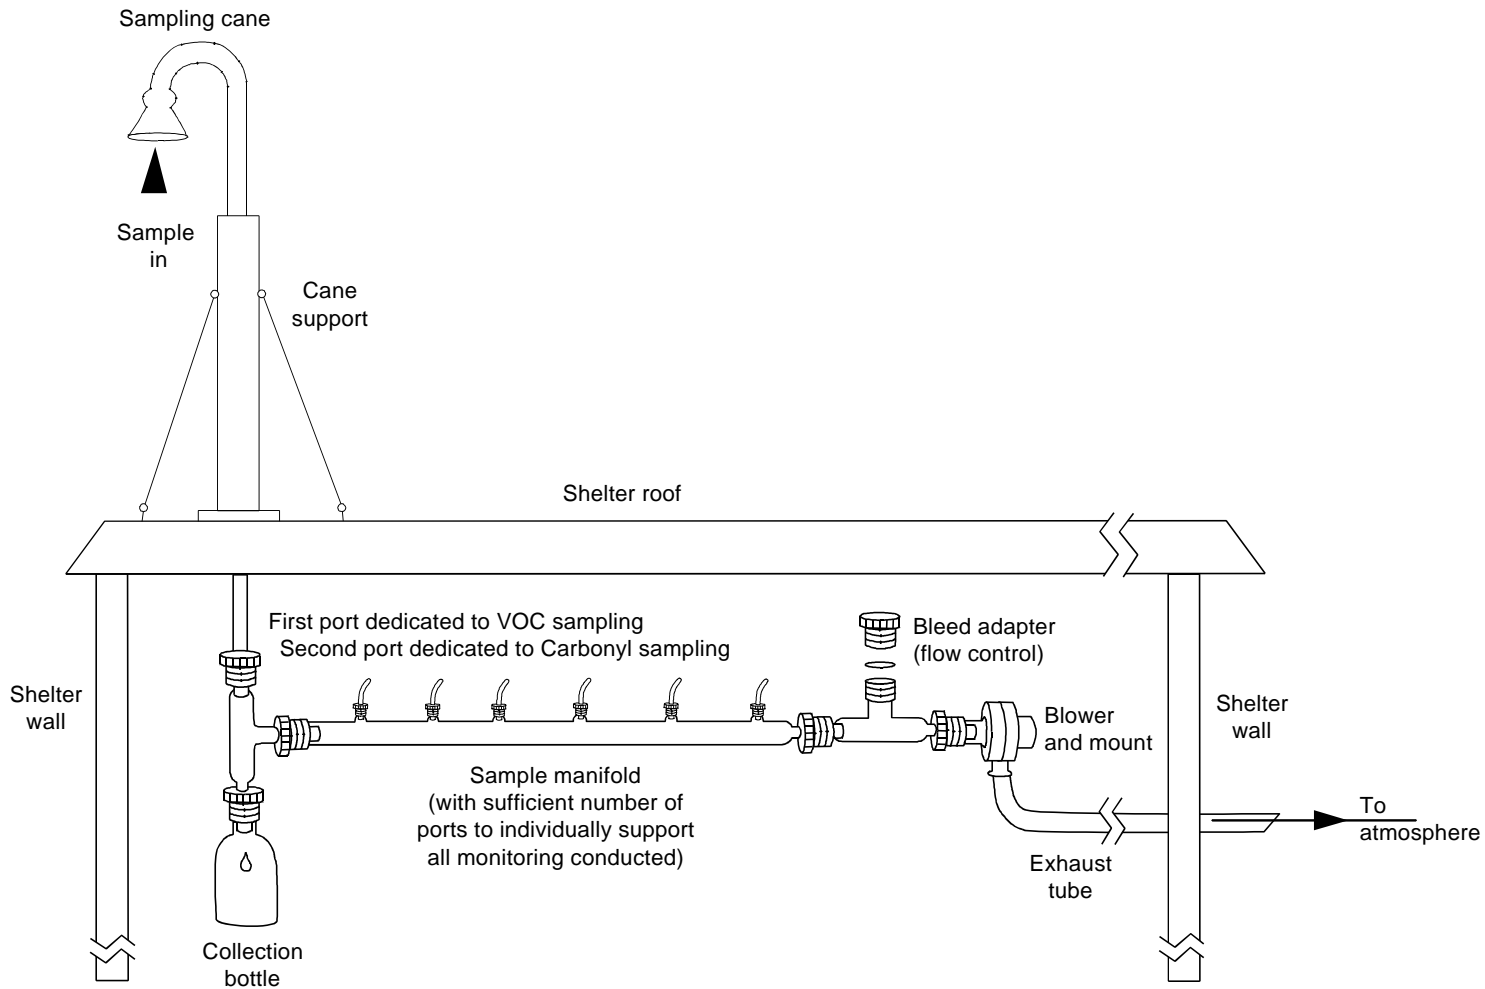 Sampling cane
Sample
in
Cane
support
Shelter roof
First port dedicated to VOC sampling
Second port dedicated to Carbonyl sampling
Bleed adapter
(flow control)
Shelter
wall
Blower
and mount
Shelter
wall
Sample manifold
(with sufficient number of
ports to individually support
all monitoring conducted)
To
atmosphere
Exhaust
tube
Collection
bottle